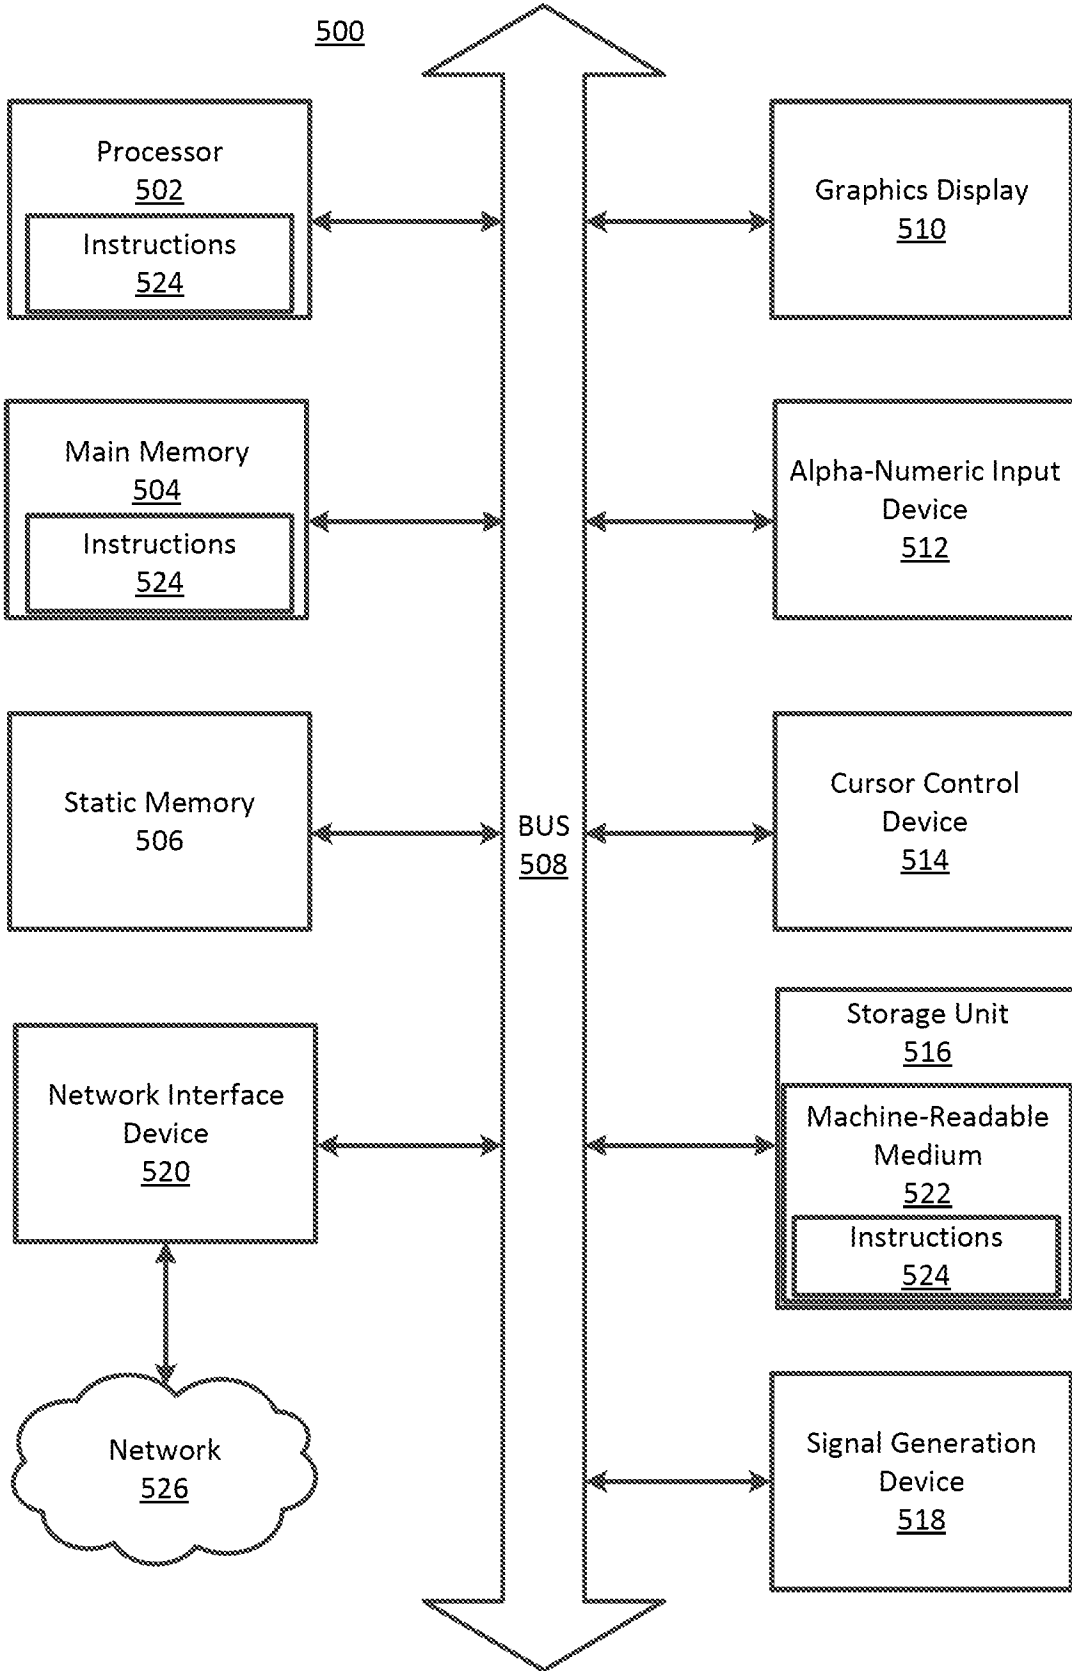 500
Processor
502
Instructions
524
Main Memory
504
Instructions
524
Static Memory
506
Network Interface
Device
520
Network
526
BUS
508
Graphics Display
510
Alpha-Numeric Input
Device
512
Cursor Control
Device
514
Storage Unit
516
Machine-Readable
Medium
522
Instructions
524
Signal Generation
Device
518